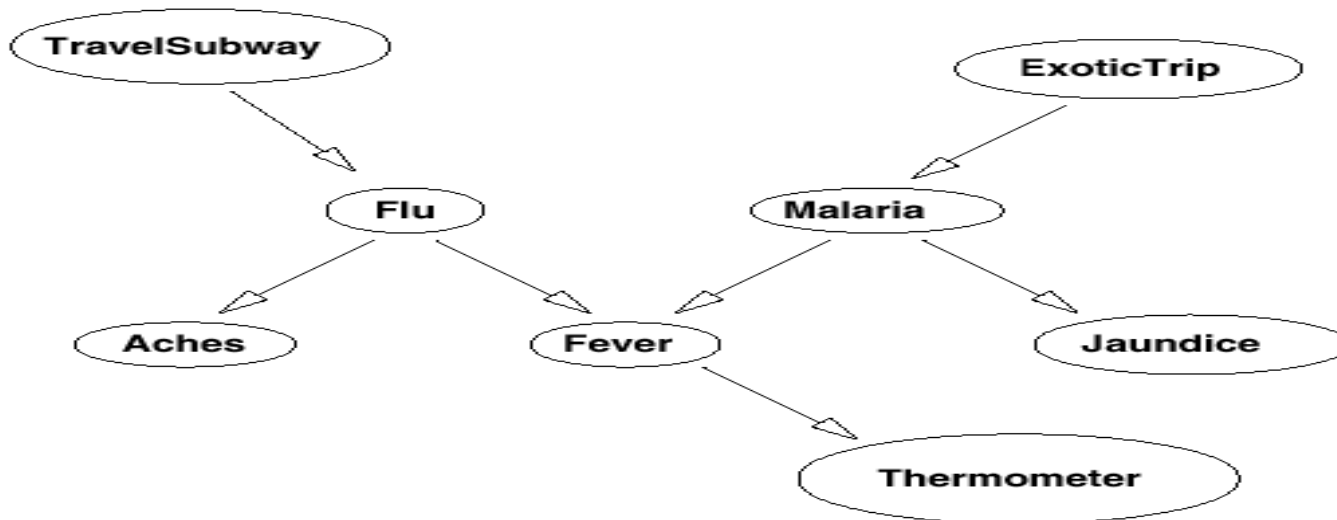 TravelSubway
ExoticTrip
Flu
Malaria
Aches
Fever
Jaundice
Thermometer